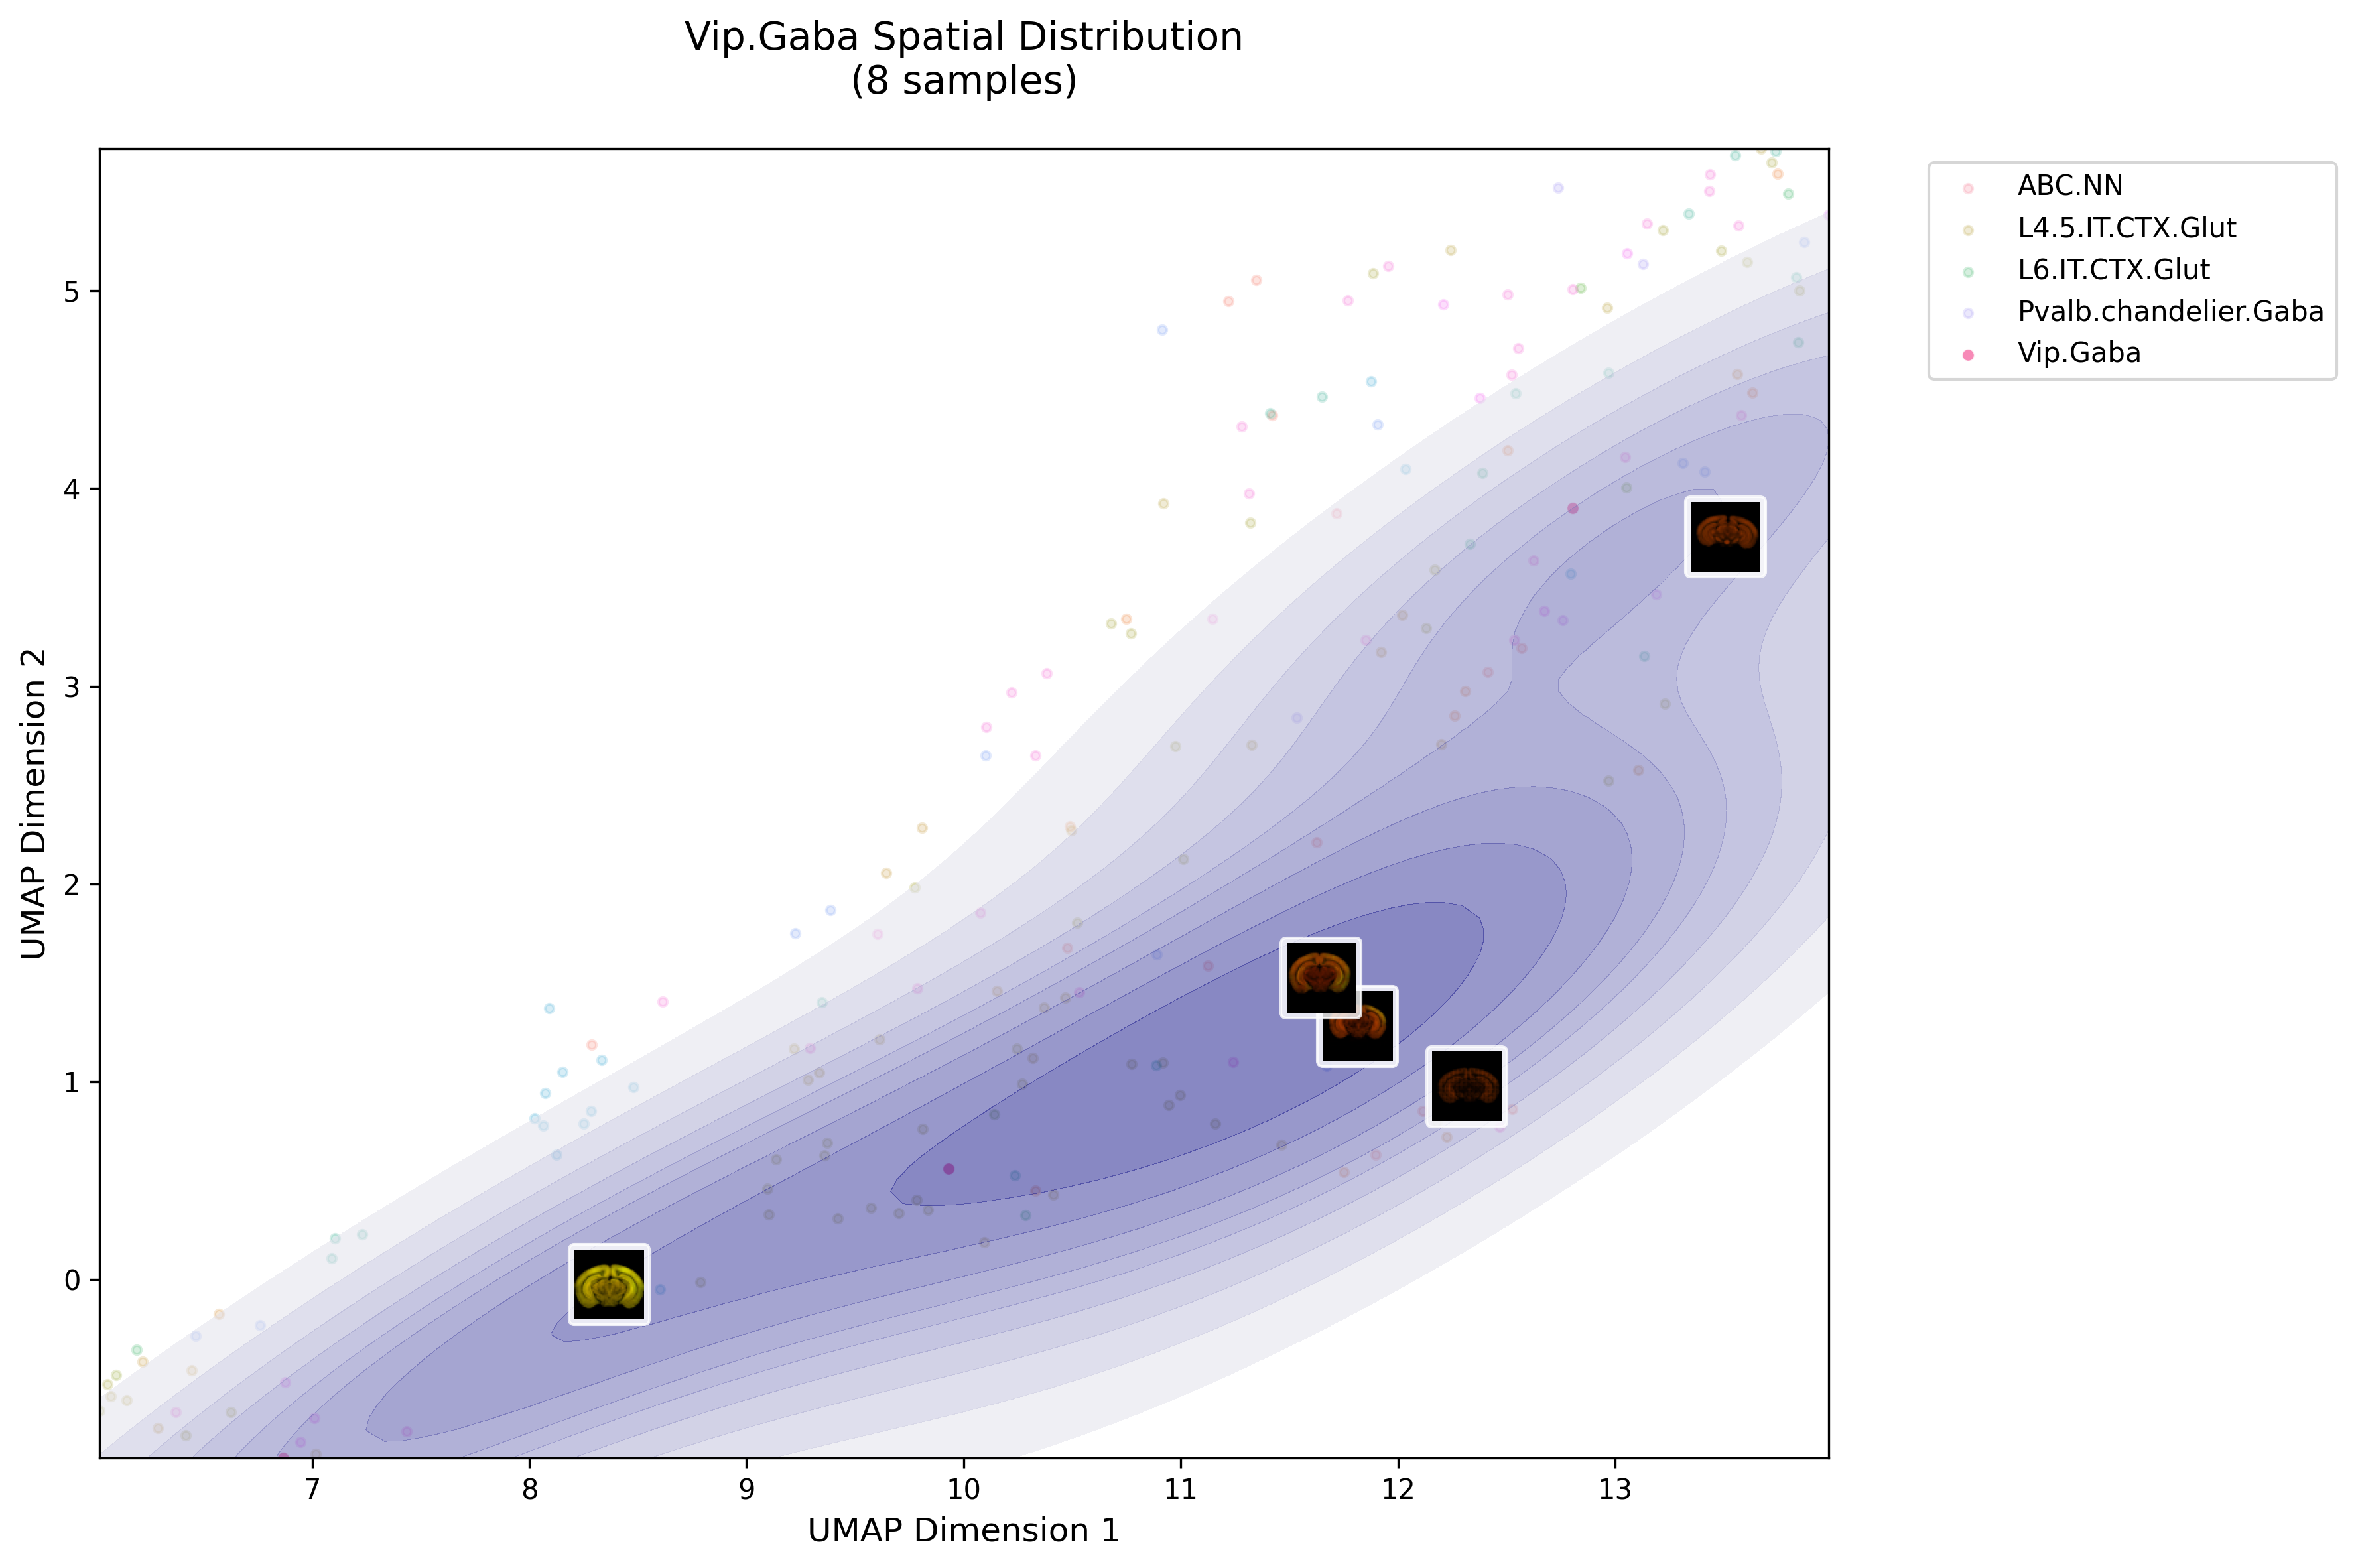 Vip.Gaba Spatial Distribution
(8 samples)
ABC.NN
L4.5.IT.CTX.Glut
L6.IT.CTX.Glut
Pvalb.chandelier.Gaba
Vip.Gaba
UMAP Dimension 2
5
4
3
2
1
0
7 8 9 10 11 12 13
UMAP Dimension 1